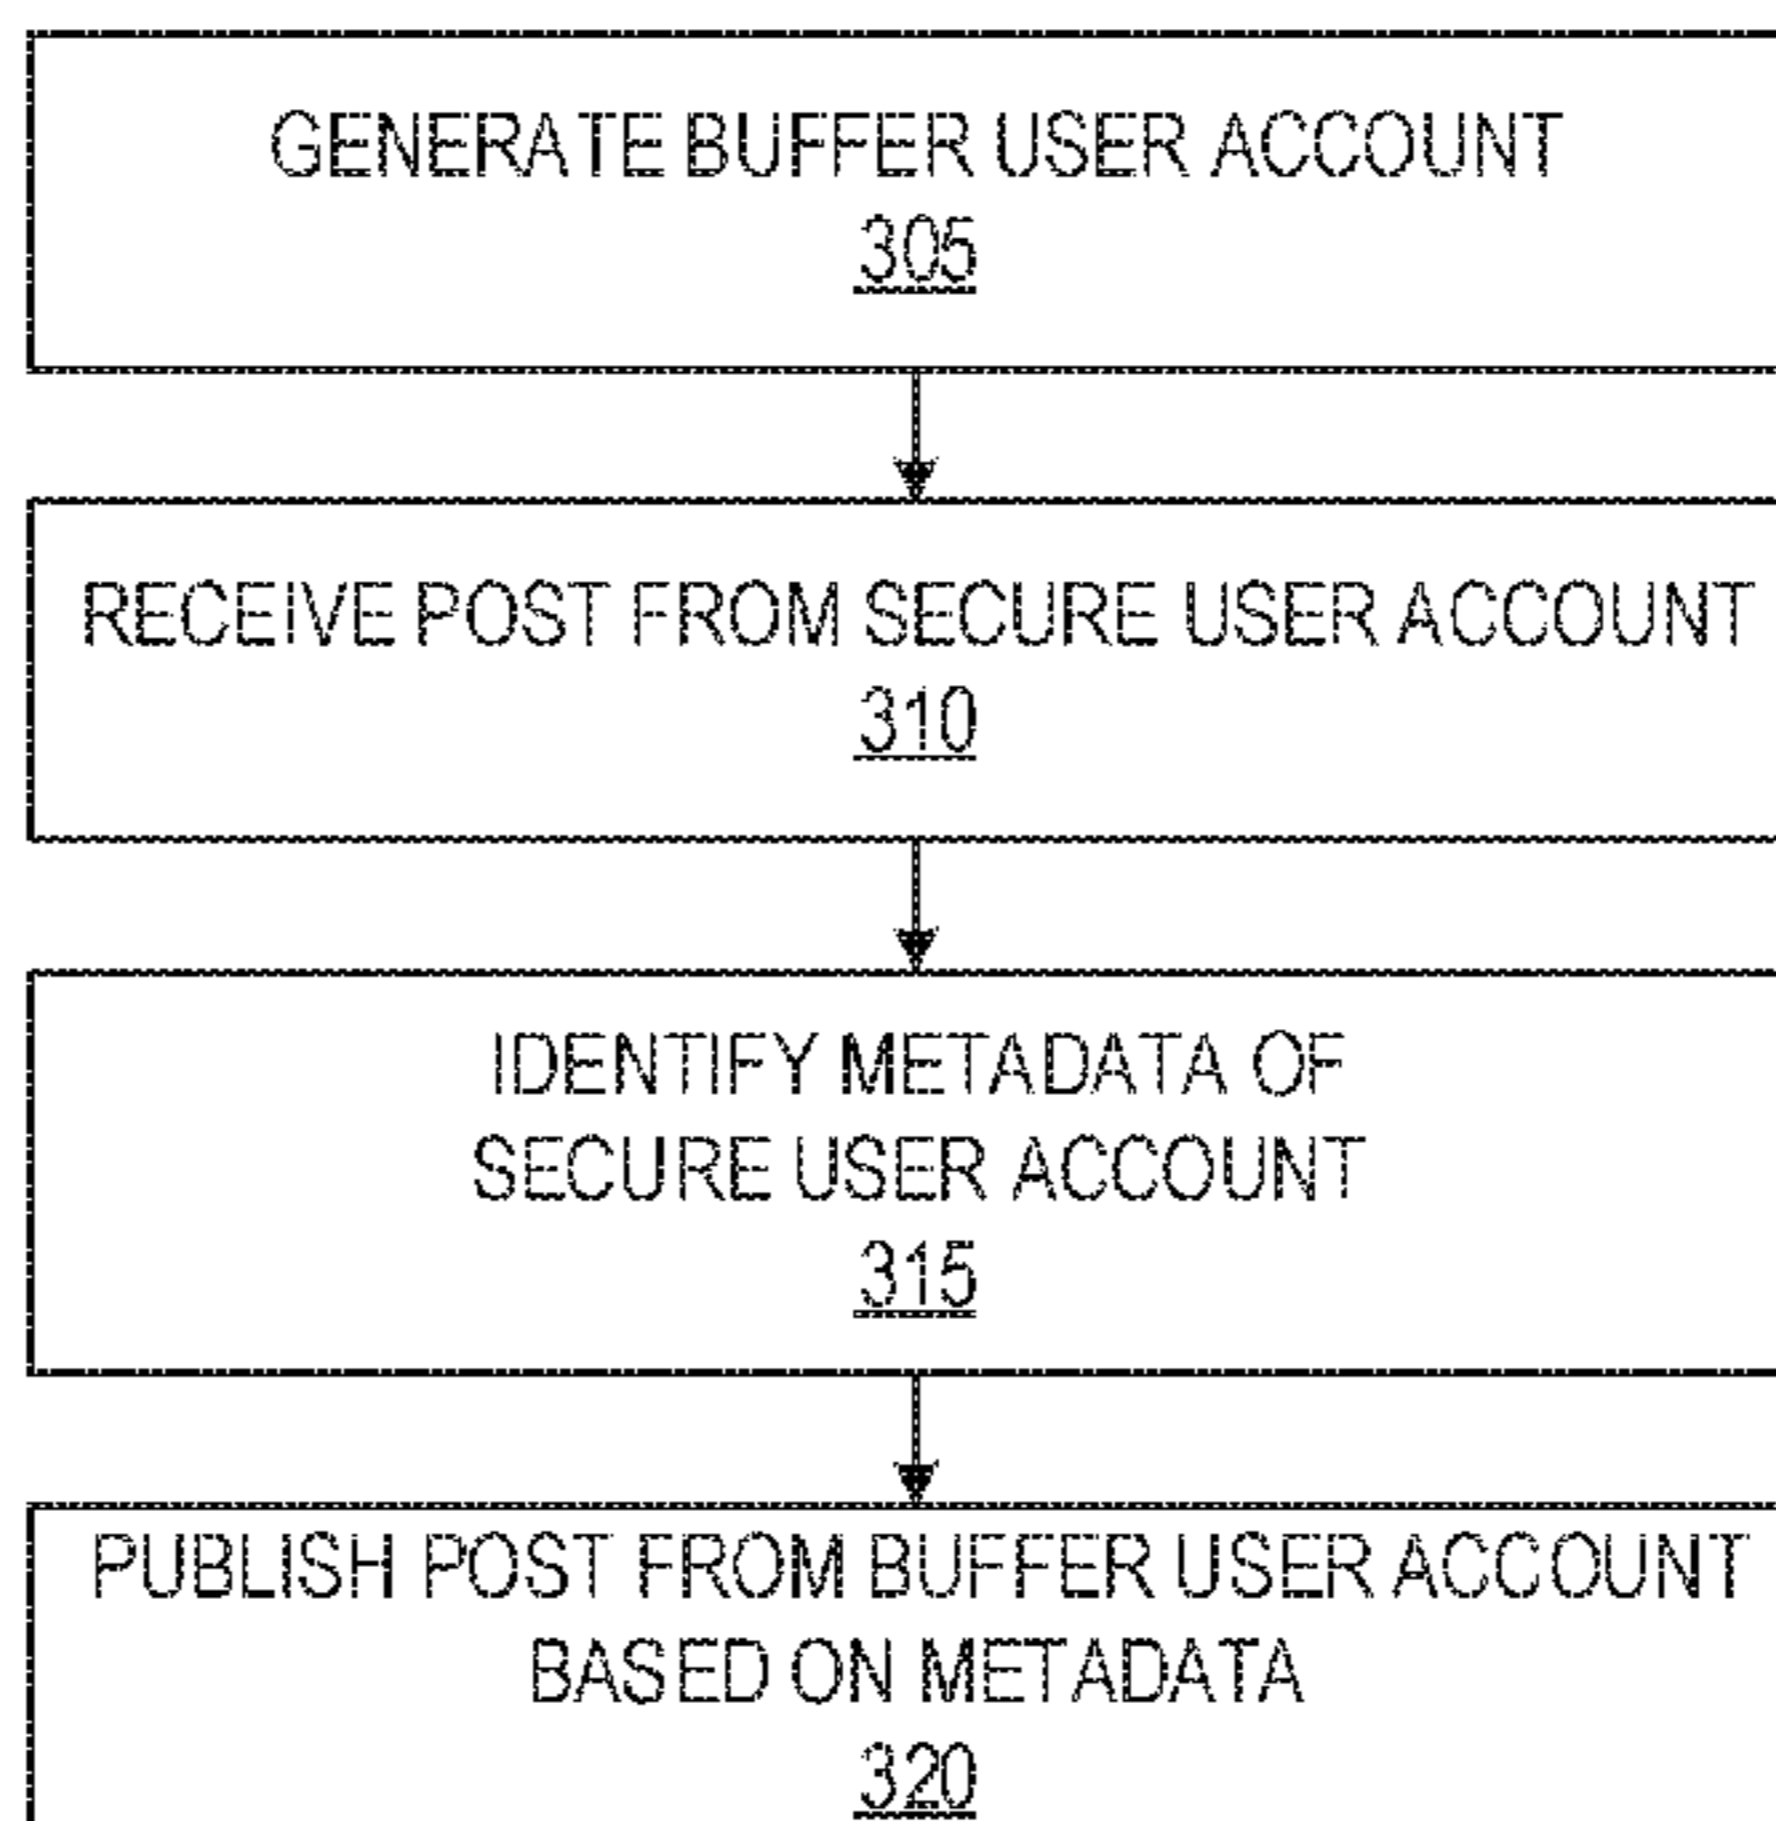 GENERATE BUFFER USER ACCOUNT
305
RECEIVE POST FROM SECURE USER ACCOUNT
310
IDENTIFY METADATA OF
SECURE USER ACCOUNT
315
PUBLISH POST FROM BUFFER USER ACCOUNT
BASED ON METADATA
320